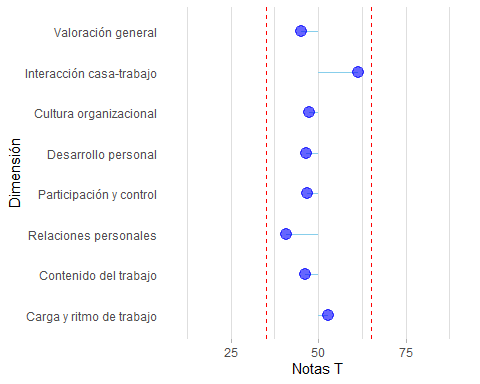 Valoración general
Interacción casa-trabajo
Cultura organizacional
Desarrollo personal
Participación y control
Relaciones personales
Contenido del trabajo
Carga y ritmo de trabajo
Dimensión
25 50 75
Notas T